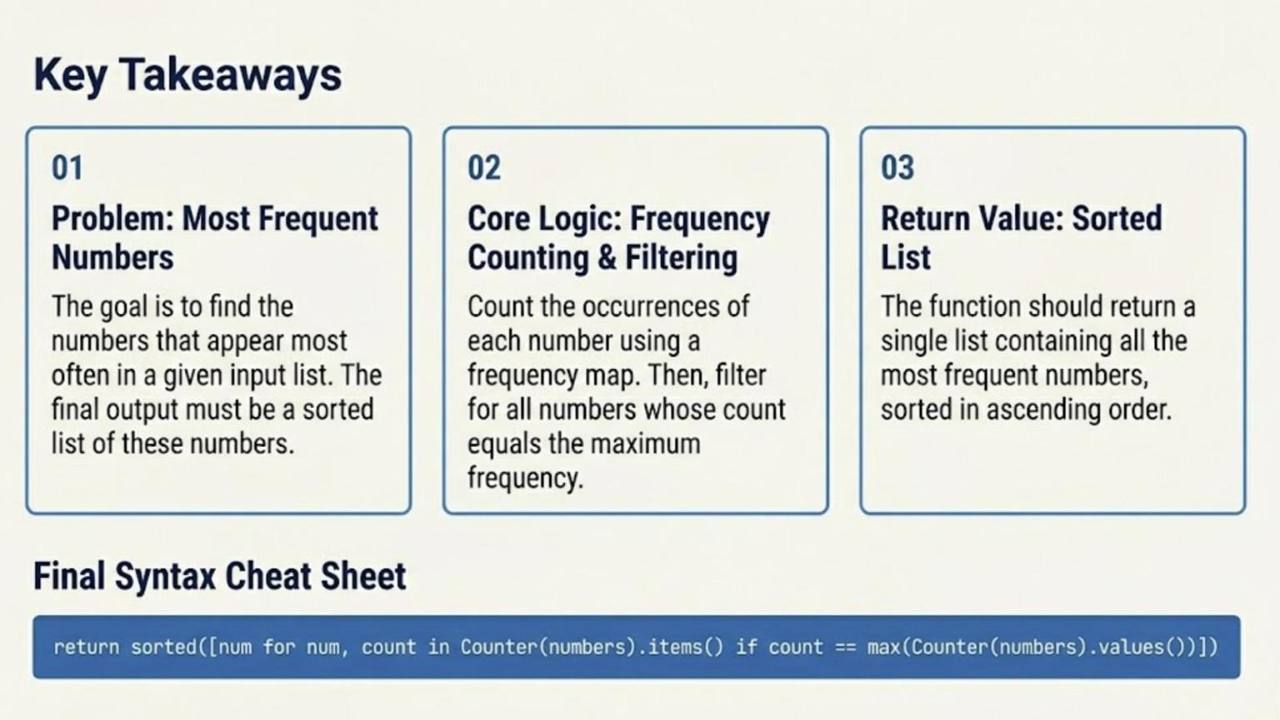 Key Takeaways
01
Problem: Most Frequent
Numbers
The goal is to find the
numbers that appear most
often in a given input list. The
final output must be a sorted
list of these numbers.
02
Core Logic: Frequency
Counting & Filtering
Count the occurrences of
each number using a
frequency map. Then, filter
for all numbers whose count
equals the maximum
frequency.
03
Return Value: Sorted
List
The function should return a
single list containing all the
most frequent numbers,
sorted in ascending order.
Final Syntax Cheat Sheet
return sorted([num for num, count in Counter(numbers).items() if count == max(Counter(numbers).values())])